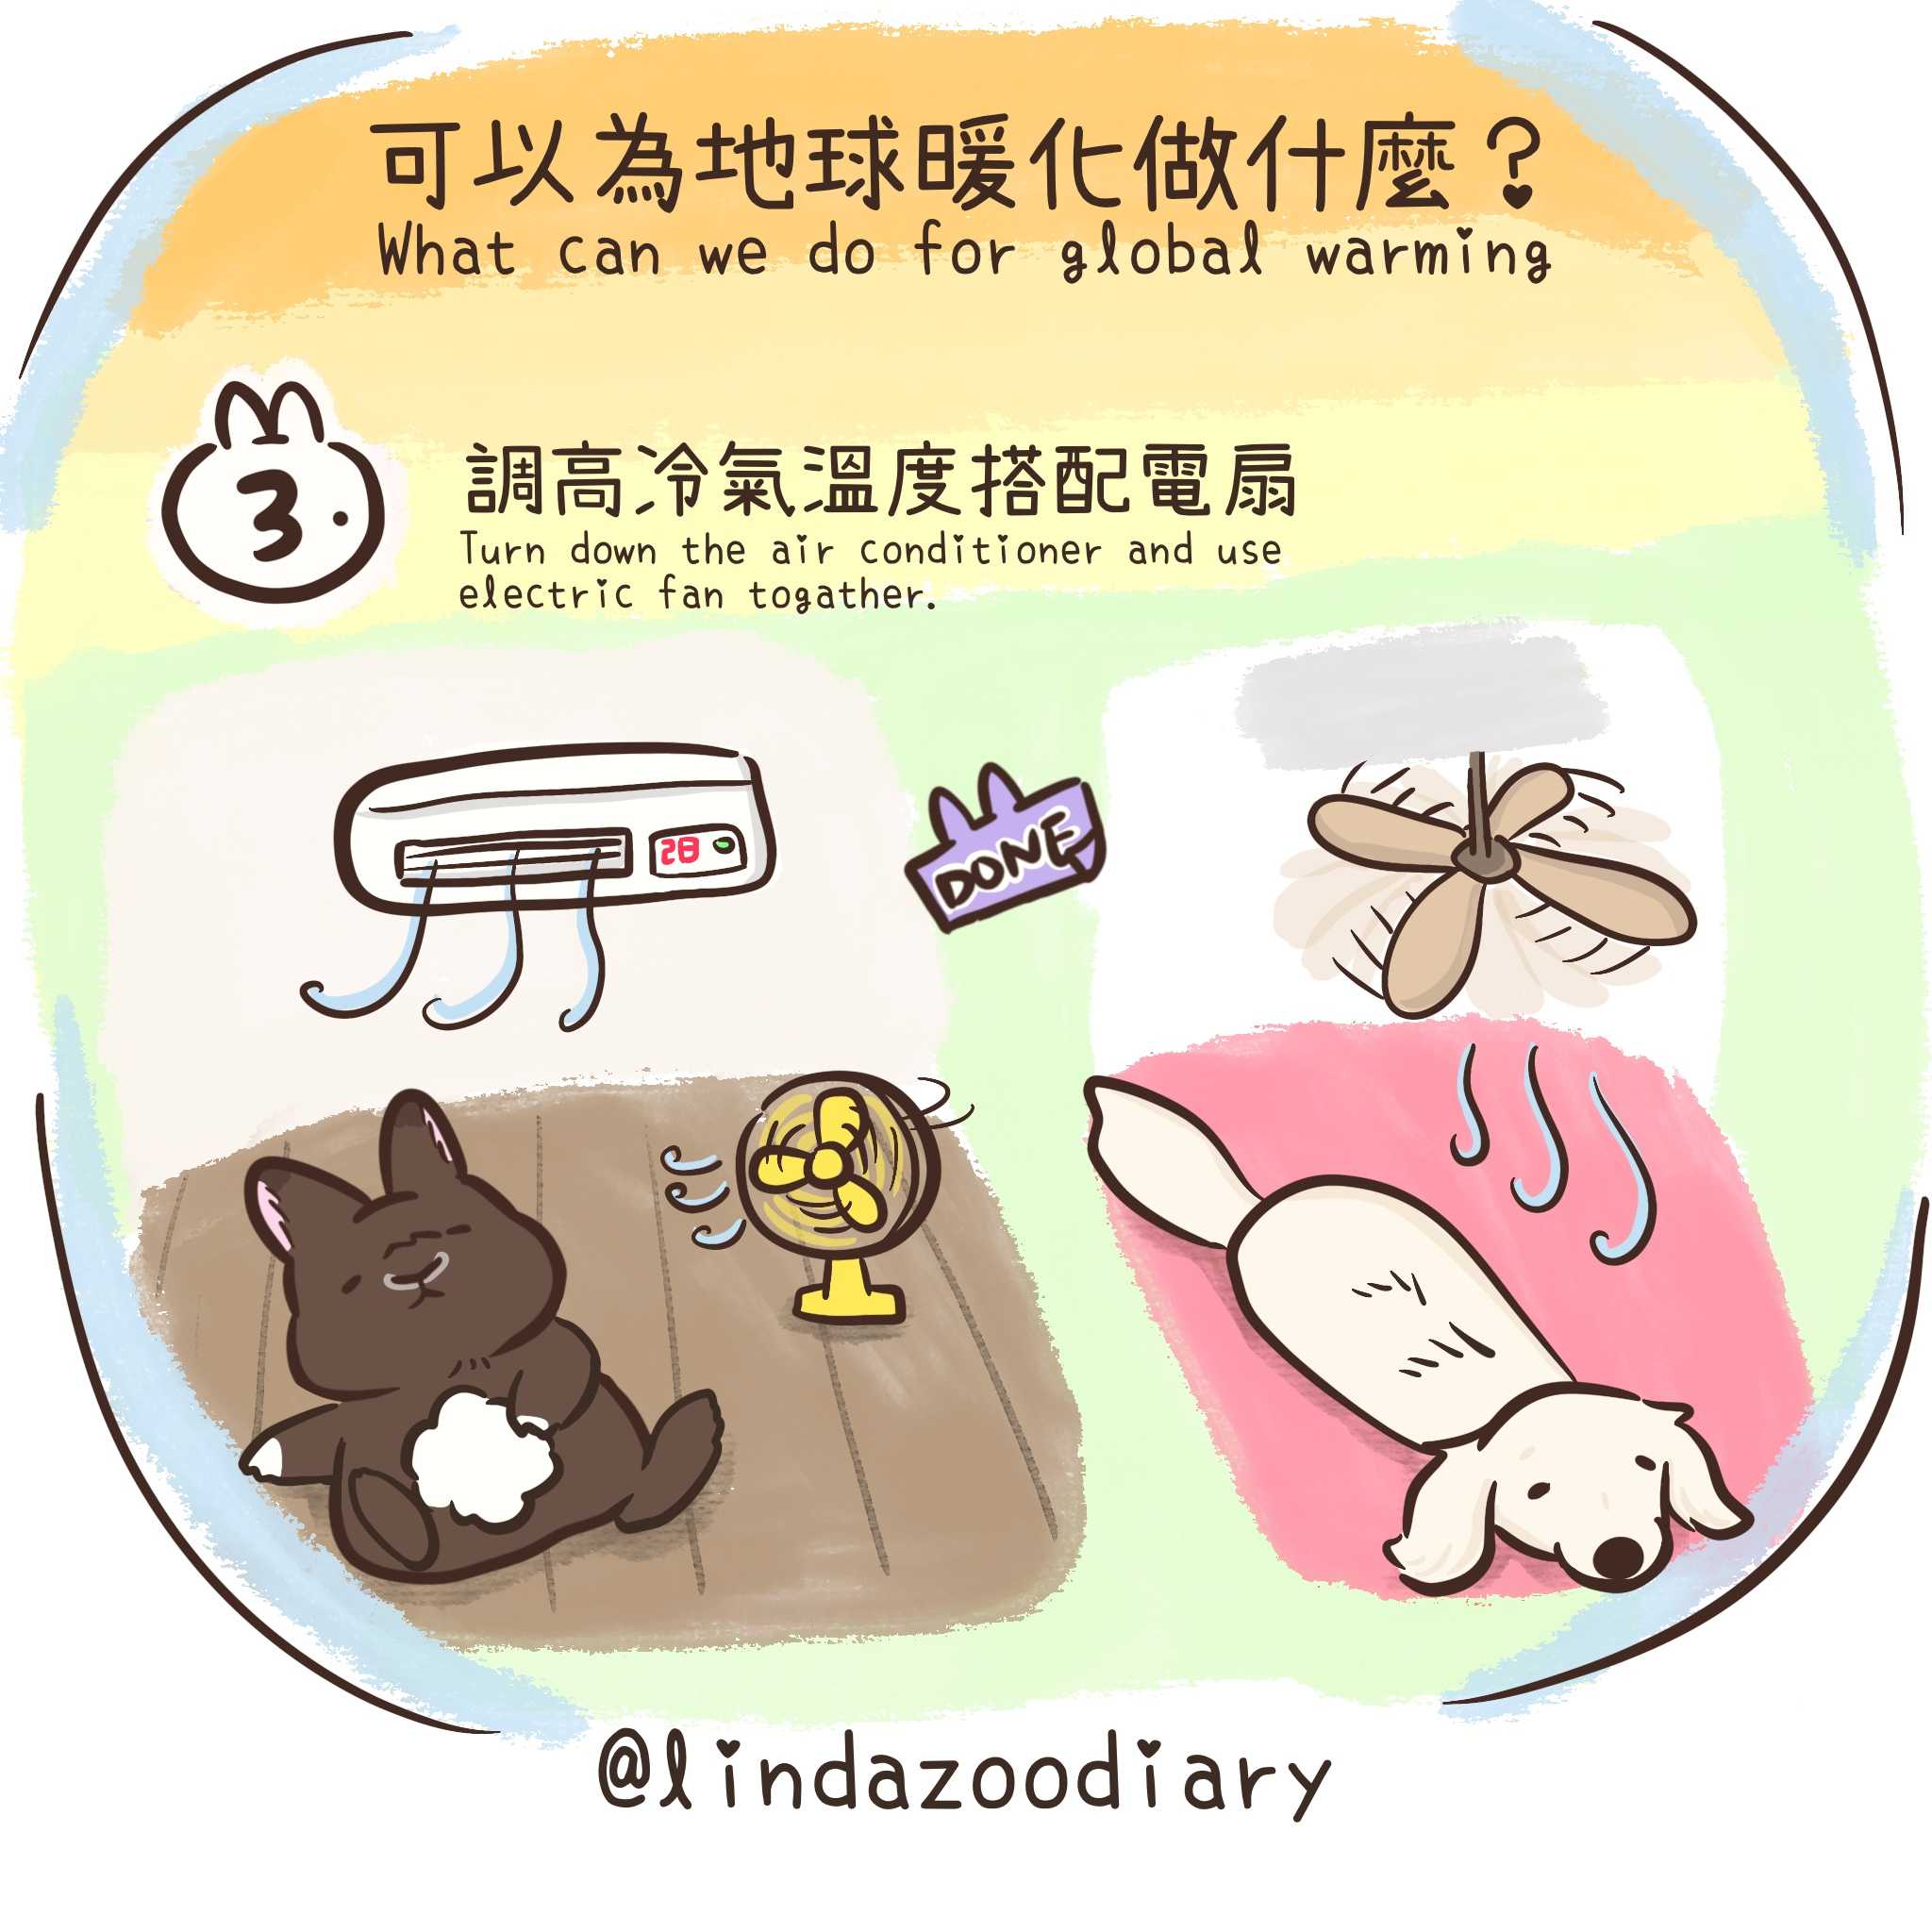 可以為地球暖化做什麼？
What can we do for global warming
3
調高冷氣溫度搭配電扇
Turn down the air conditioner and use
electric fan togather.
28
DONE
@lindazoodiary